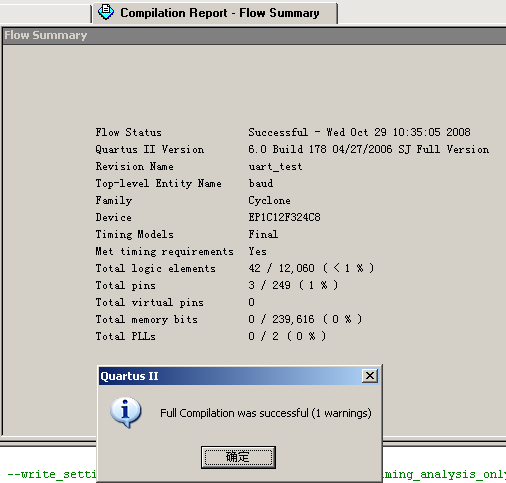 Compilation Report - Flow Summary
Flow Summary
Flow Status Successful - Wed Oct 29 10:35:05 2008
Quartus II Version 6.0 Build 178 04/27/2006 SJ Full Version
Revision Name uart_test
Top-level Entity Name baud
Family Cyclone
Device EP1C12F324C8
Timing Models Final
Met timing requirements Yes
Total logic elements 42 / 12,060 ( < 1 % )
Total pins 3 / 249 ( 1 % )
Total virtual pins 0
Total memory bits 0 / 239,616 ( 0 % )
Total PLLs 0 / 2 ( 0 % )
Quartus II
Full Compilation was successful (1 warnings)
确定